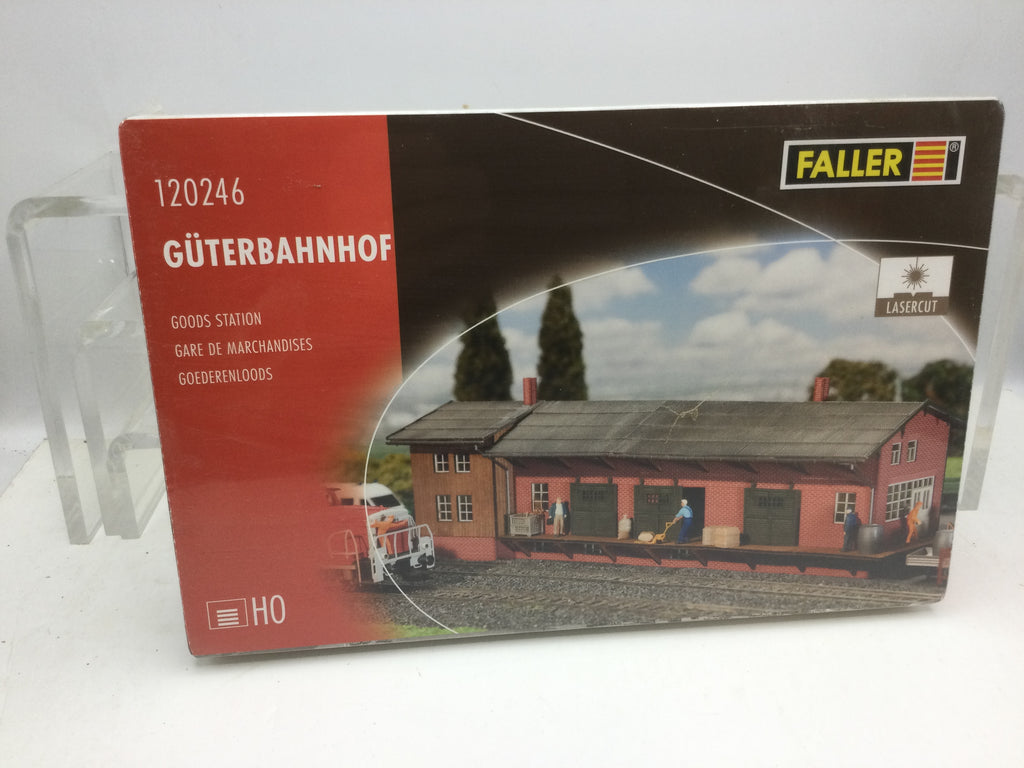 120246
GÜTERBAHNHOF
GOODS STATION
GARE DE MARCHANDISES
GOEDERENLOODS
H0
FALLER®
LASERCUT